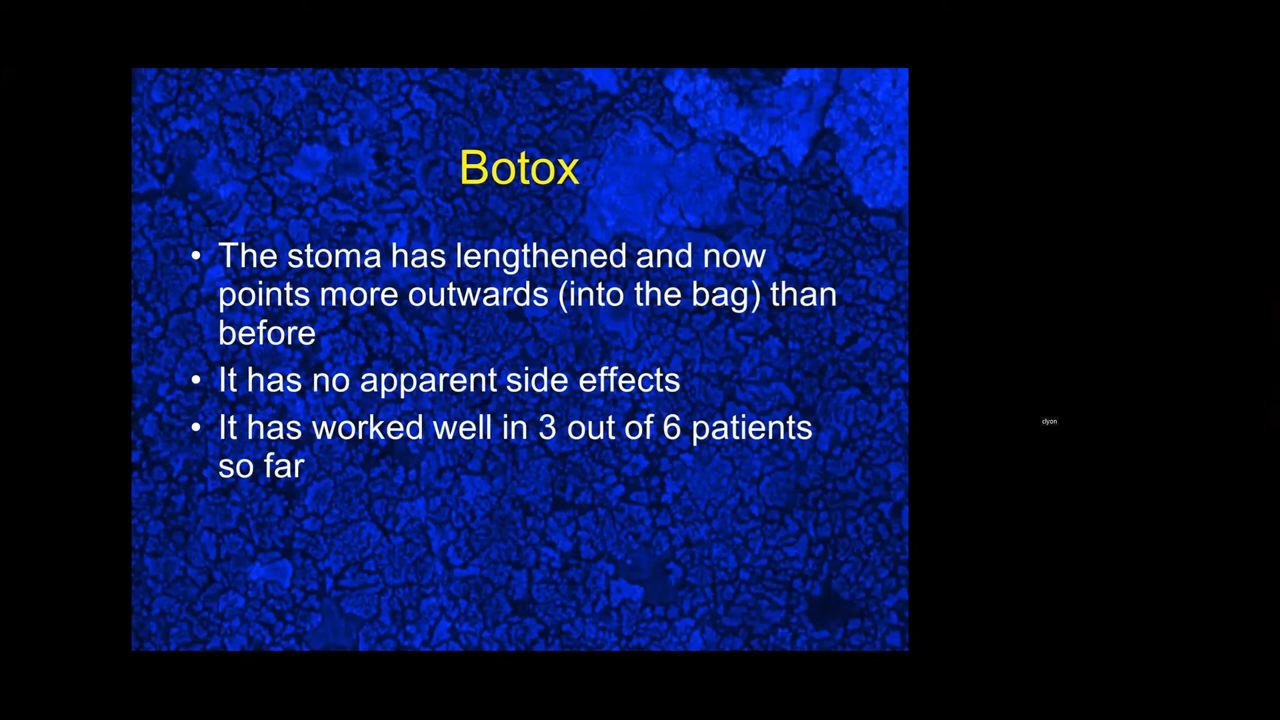 Botox
• The stoma has lengthened and now
points more outwards (into the bag) than
before
• It has no apparent side effects
• It has worked well in 3 out of 6 patients
so far
clyon